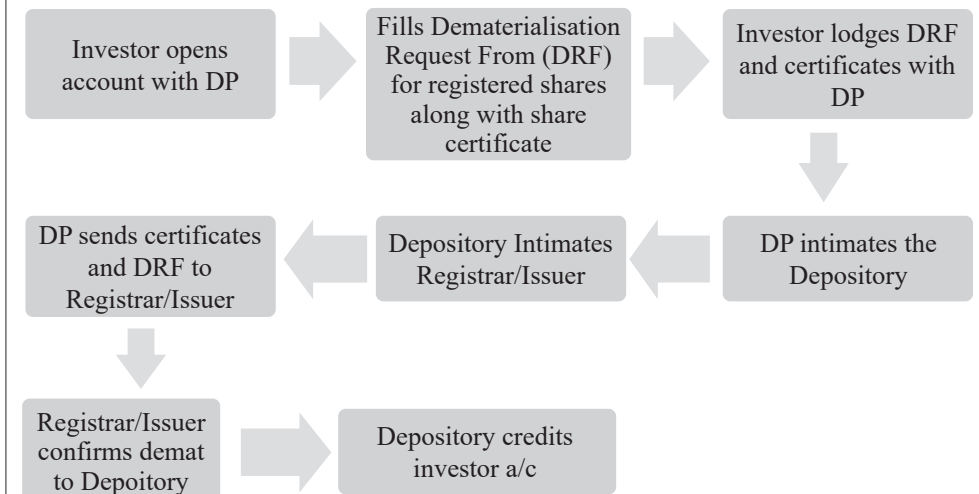 Investor opens
account with DP
Fills Dematerialisation
Request From (DRF)
for registered shares
along with share
certificate
Investor lodges DRF
and certificates with
DP
DP intimates the
Depository
Depository Intimates
Registrar/Issuer
DP sends certificates
and DRF to
Registrar/Issuer
Registrar/Issuer
confirms demat
to Depoitory
Depository credits
investor a/c